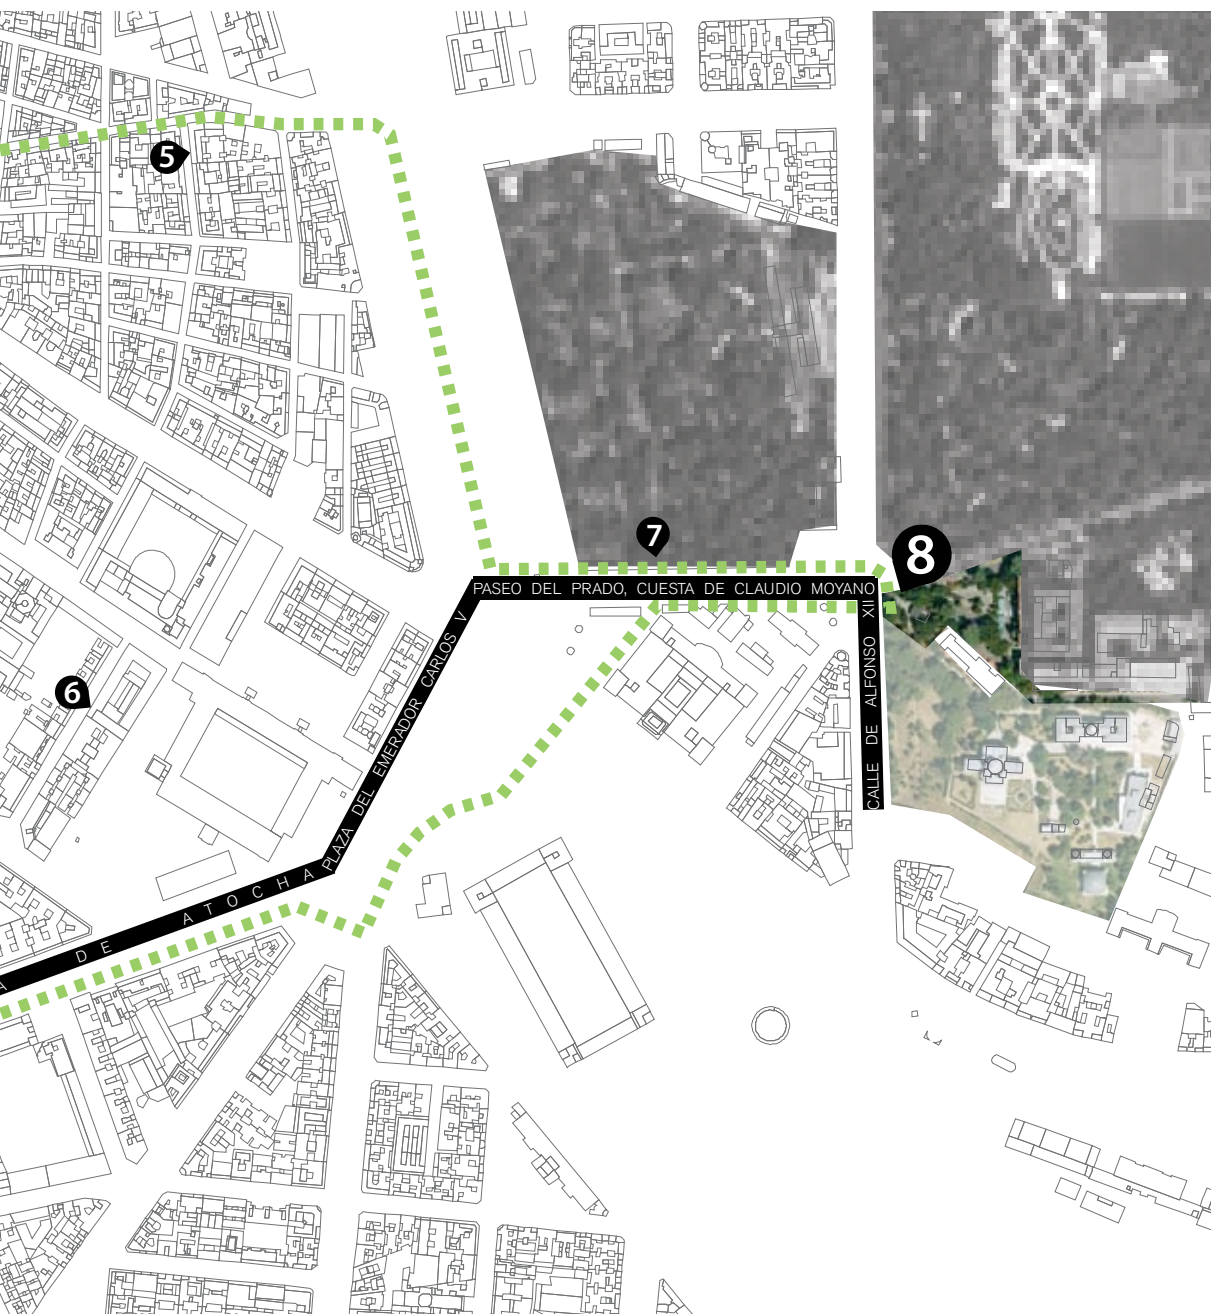 5
7
8
PASEO DEL PRADO, CUESTA DE CLAUDIO MOYANO
CALLE DE ALFONSO XII
6
PLAZA DEL EMERADOR CARLOS V
A DE ATOCHA